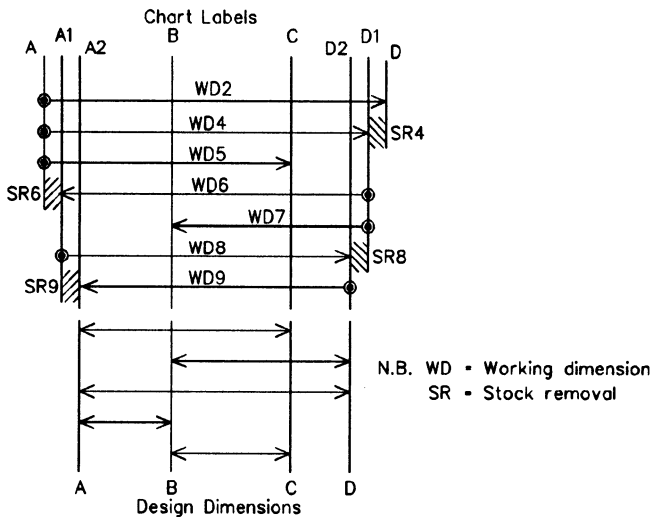 Chart Labels
A A1 A2 B C D2 D1 D
WD2
WD4 SR4
WD5
SR6 WD6
WD7
WD8 SR8
SR9 WD9
N.B. WD = Working dimension
SR = Stock removal
A B C D
Design Dimensions